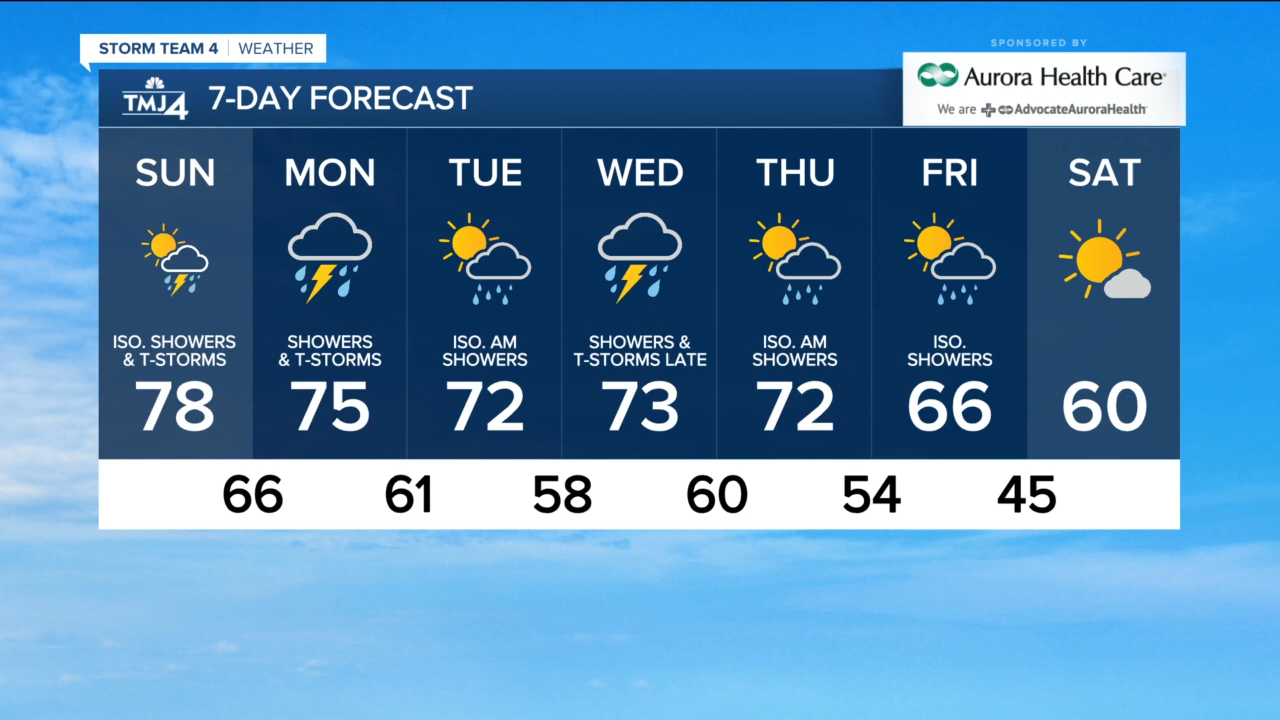 STORM TEAM 4 | WEATHER
SPONSORED BY
Aurora Health Care®
We are AdvocateAuroraHealth
TMJ4 7-DAY FORECAST
SUN MON TUE WED THU FRI SAT
ISO. SHOWERS & T-STORMS
SHOWERS & T-STORMS
ISO. AM SHOWERS
SHOWERS & T-STORMS LATE
ISO. AM SHOWERS
ISO. SHOWERS
78 75 72 73 72 66 60
66 61 58 60 54 45